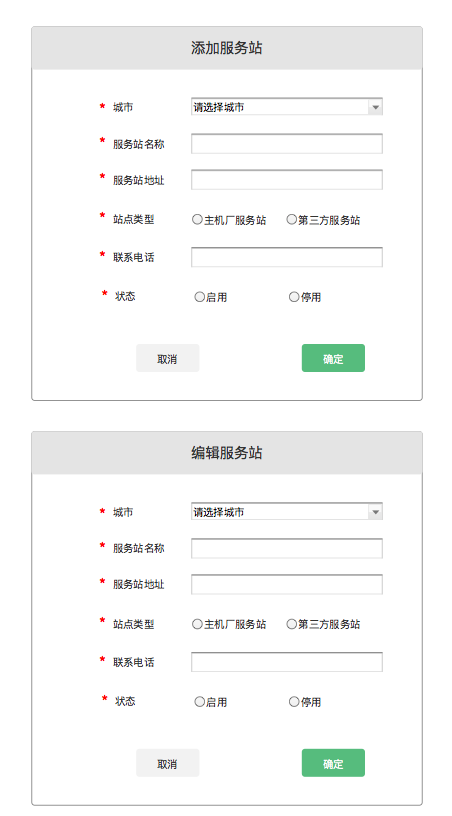 添加服务站
* 城市 请选择城市
* 服务站名称
* 服务站地址
* 站点类型 主机厂服务站 第三方服务站
* 联系电话
* 状态 启用 停用
取消 确定
编辑服务站
* 城市 请选择城市
* 服务站名称
* 服务站地址
* 站点类型 主机厂服务站 第三方服务站
* 联系电话
* 状态 启用 停用
取消 确定